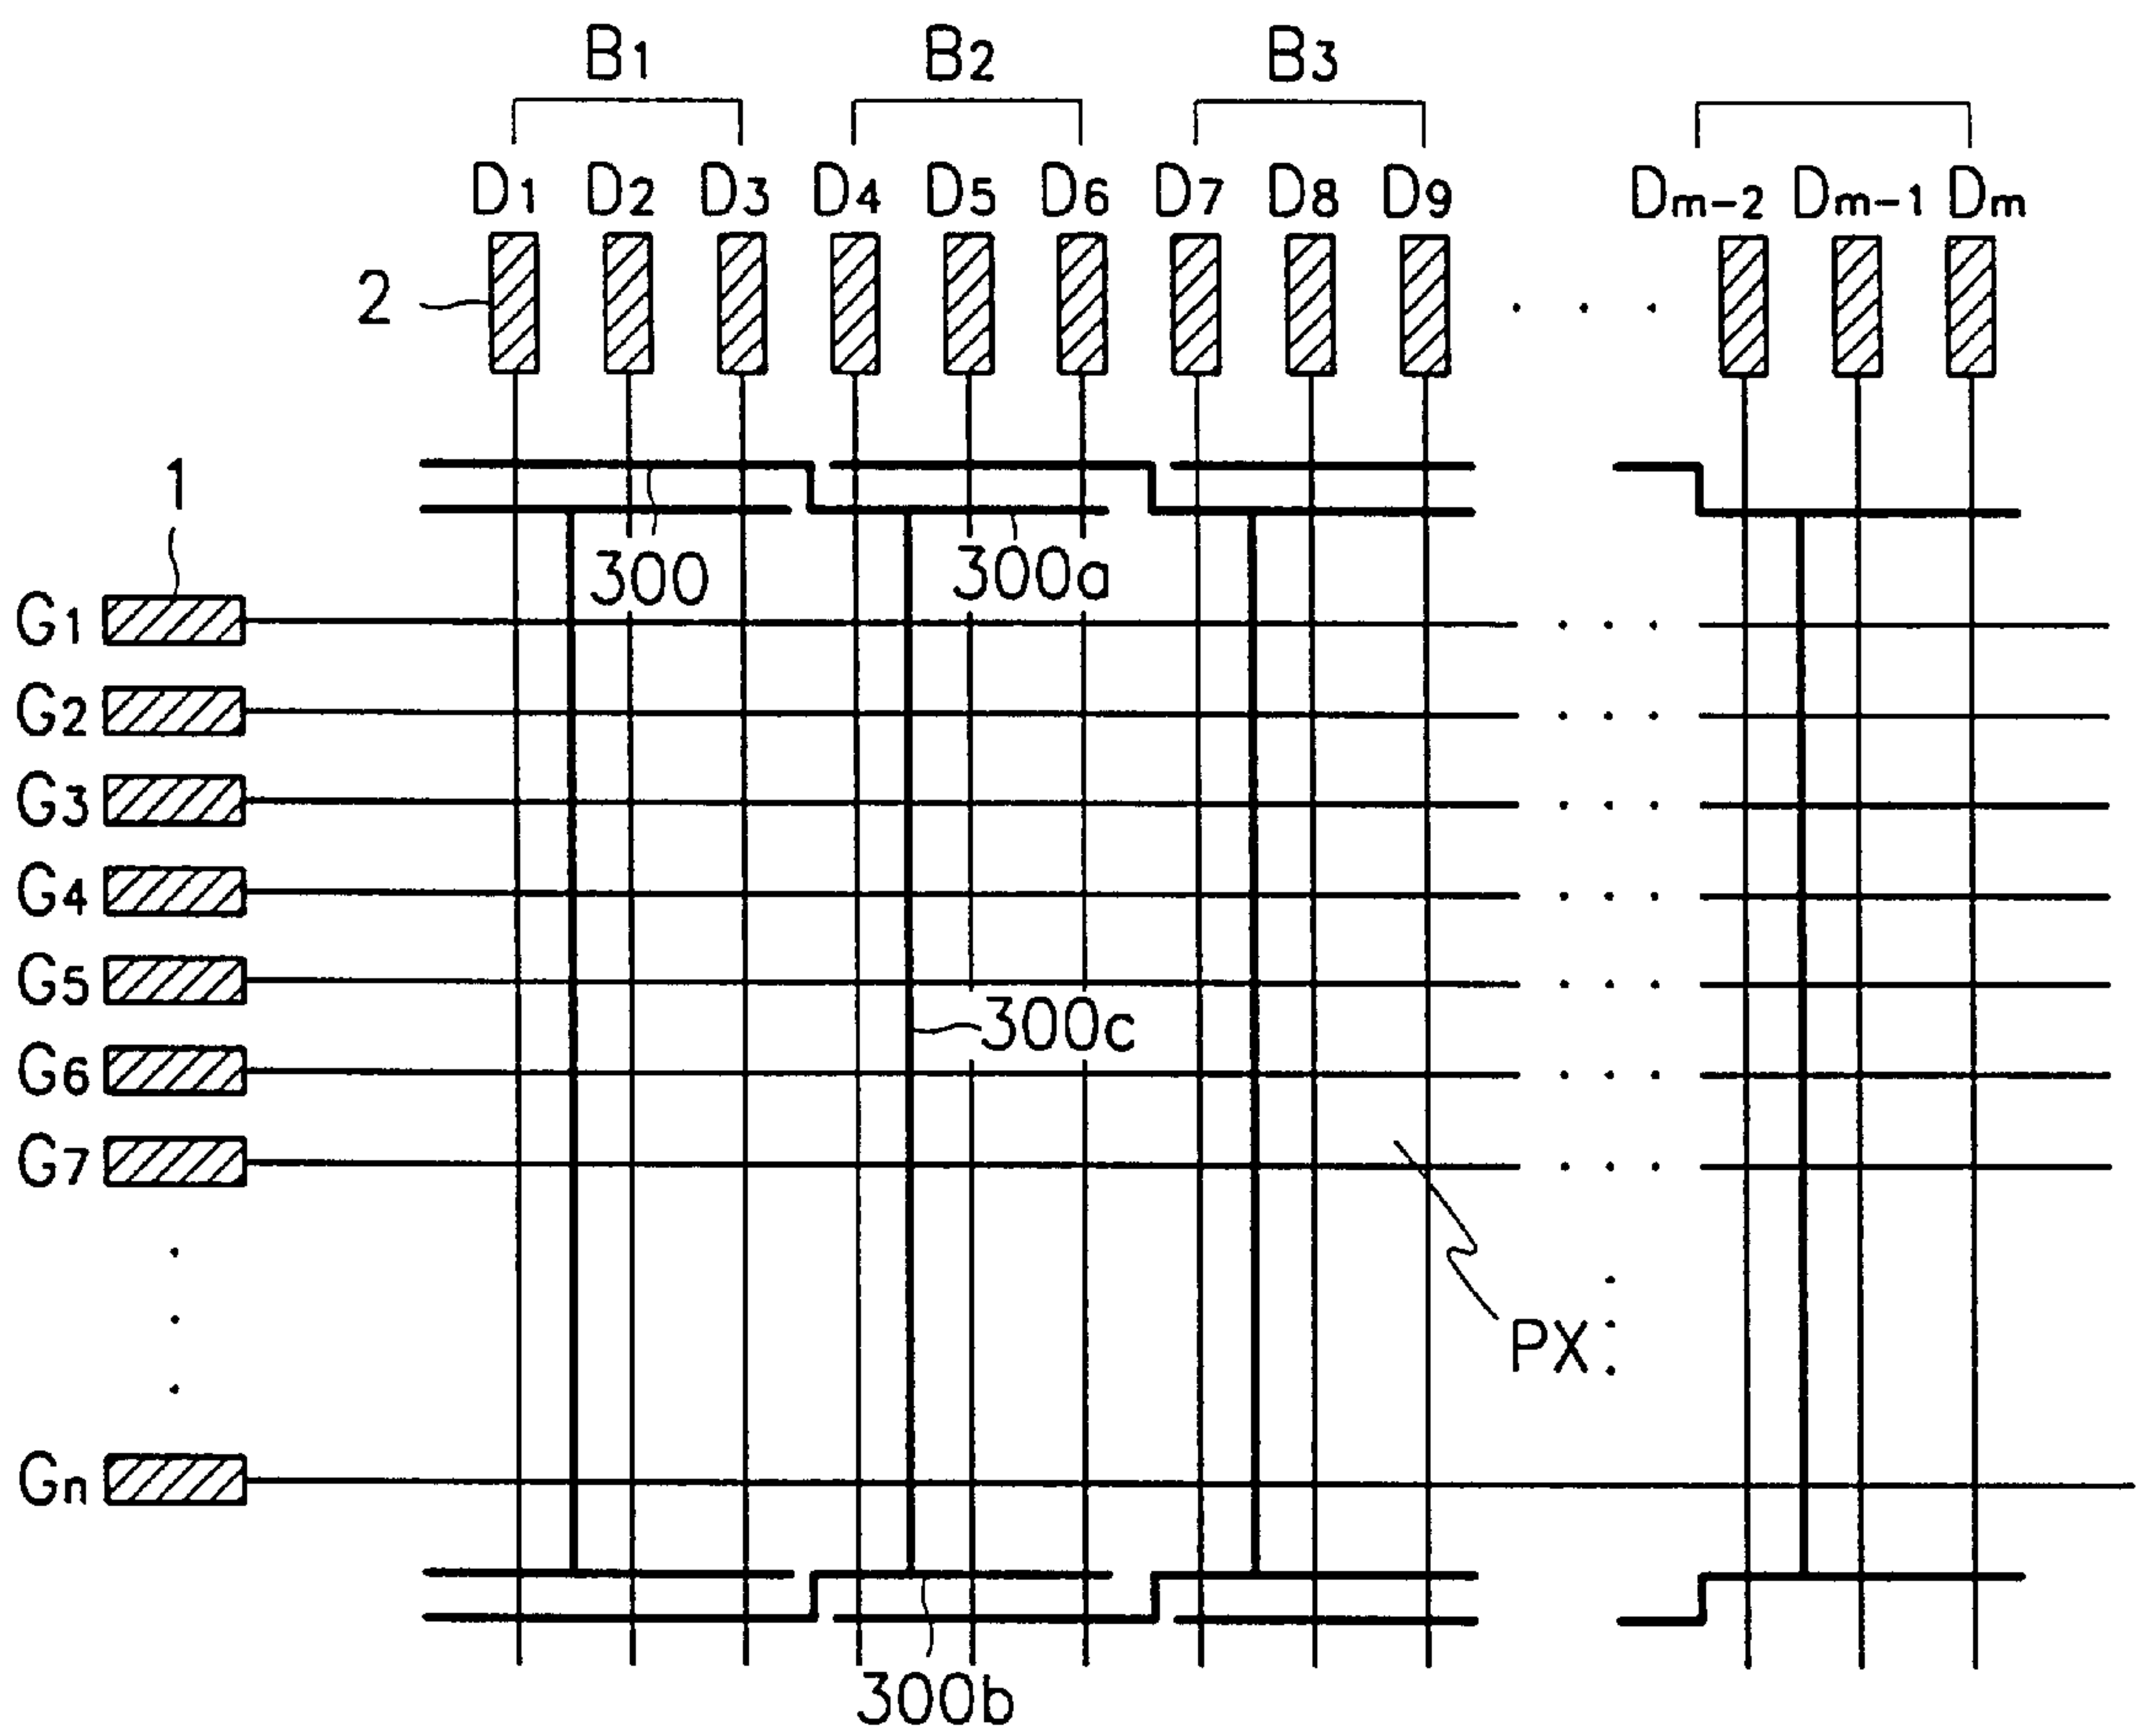 B1 B2 B3
D1 D2 D3 D4 D5 D6 D7 D8 D9 Dm-2 Dm-1 Dm
2
1
300 300a
G1
G2
G3
G4
G5
300c
G6
G7
PX
Gn
300b